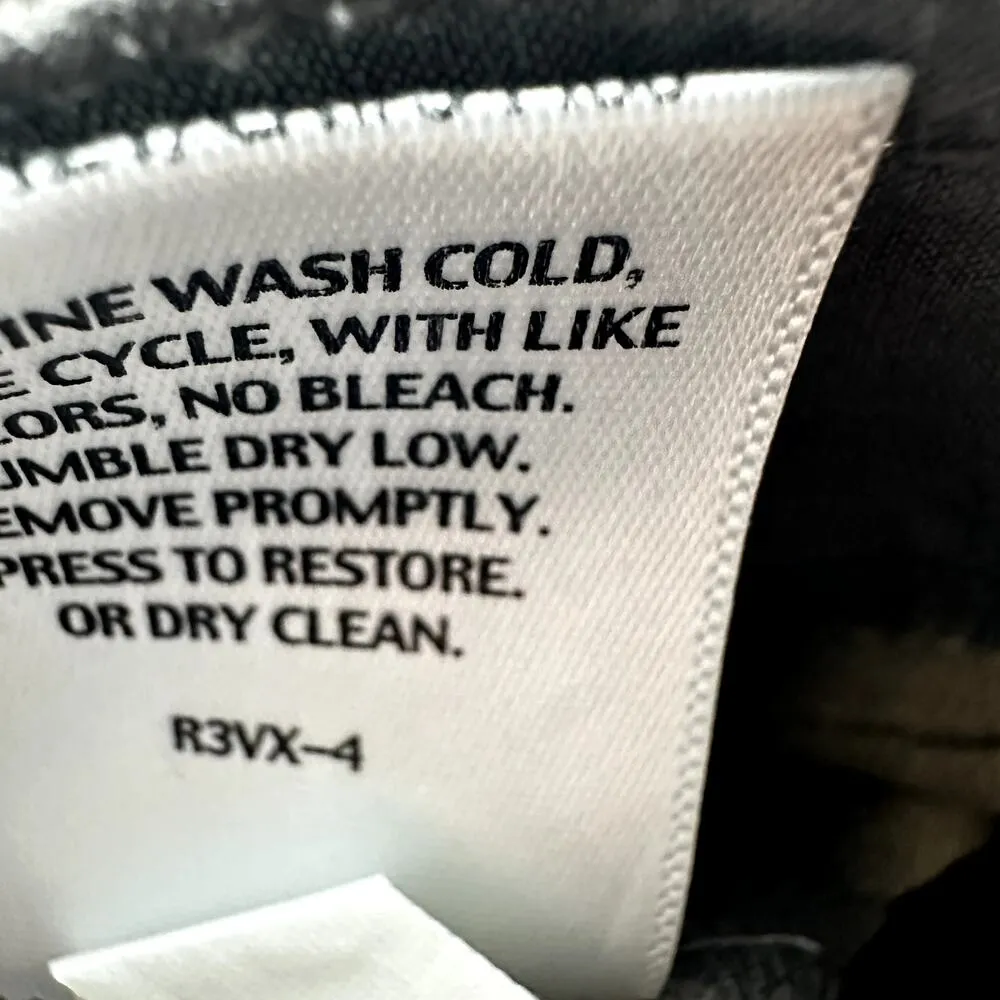 INE WASH COLD,
E CYCLE, WITH LIKE
LORS, NO BLEACH.
UMBLE DRY LOW.
EMOVE PROMPTLY.
PRESS TO RESTORE.
OR DRY CLEAN.
R3VX-4